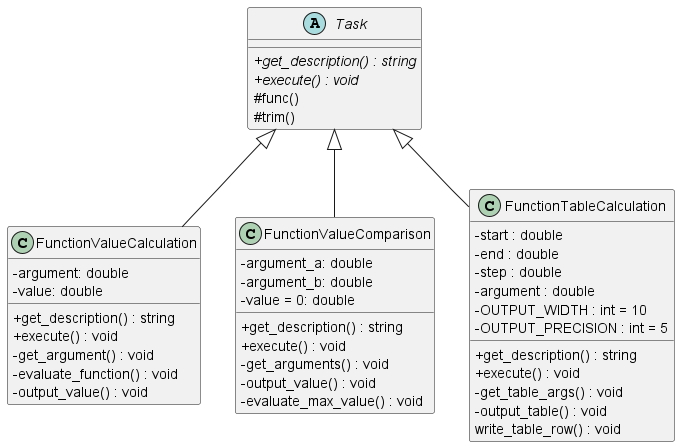 A Task
+get_description() : string
+execute() : void
#func()
#trim()
C FunctionValueCalculation
-argument: double
-value: double
+get_description() : string
+execute() : void
-get_argument() : void
-evaluate_function() : void
-output_value() : void
C FunctionValueComparison
-argument_a: double
-argument_b: double
-value = 0: double
+get_description() : string
+execute() : void
-get_arguments() : void
-output_value() : void
-evaluate_max_value() : void
C FunctionTableCalculation
-start : double
-end : double
-step : double
-argument : double
-OUTPUT_WIDTH : int = 10
-OUTPUT_PRECISION : int = 5
+get_description() : string
+execute() : void
-get_table_args() : void
-output_table() : void
write_table_row() : void